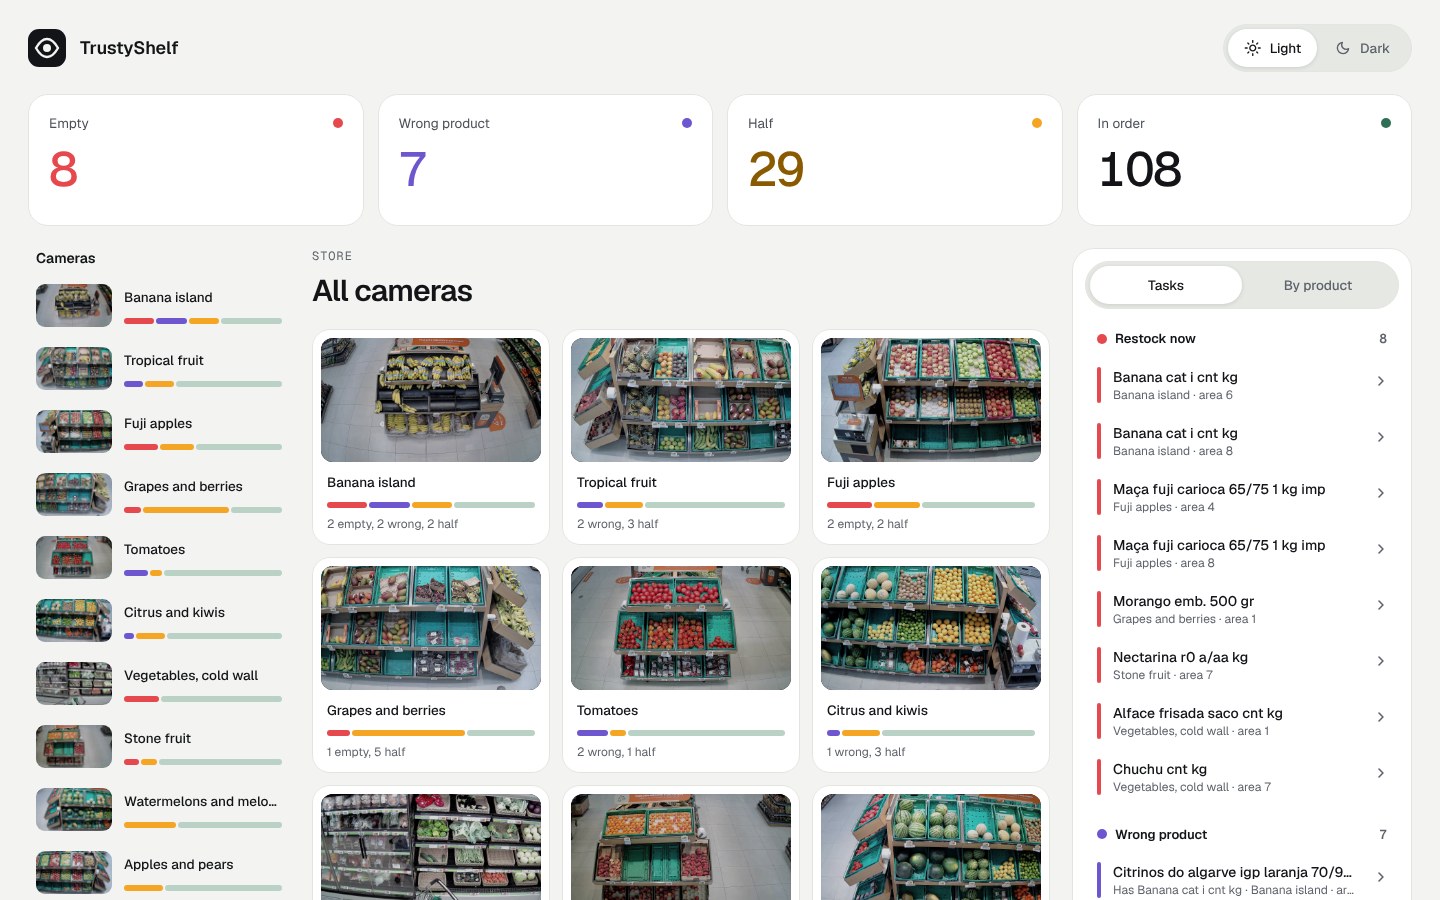 TrustyShelf
Light
Dark
Empty
8
Wrong product
7
Half
29
In order
108
Cameras
Banana island
Tropical fruit
Fuji apples
Grapes and berries
Tomatoes
Citrus and kiwis
Vegetables, cold wall
Stone fruit
Watermelons and melo...
Apples and pears
STORE
All cameras
Banana island
2 empty, 2 wrong, 2 half
Tropical fruit
2 wrong, 3 half
Fuji apples
2 empty, 2 half
Grapes and berries
1 empty, 5 half
Tomatoes
2 wrong, 1 half
Citrus and kiwis
1 wrong, 3 half
Tasks
By product
Restock now
8
Banana cat i cnt kg
Banana island · area 6
Banana cat i cnt kg
Banana island · area 8
Maça fuji carioca 65/75 1 kg imp
Fuji apples · area 4
Maça fuji carioca 65/75 1 kg imp
Fuji apples · area 8
Morango emb. 500 gr
Grapes and berries · area 1
Nectarina r0 a/aa kg
Stone fruit · area 7
Alface frisada saco cnt kg
Vegetables, cold wall · area 1
Chuchu cnt kg
Vegetables, cold wall · area 7
Wrong product
7
Citrinos do algarve igp laranja 70/9...
Has Banana cat i cnt kg · Banana island · ar...